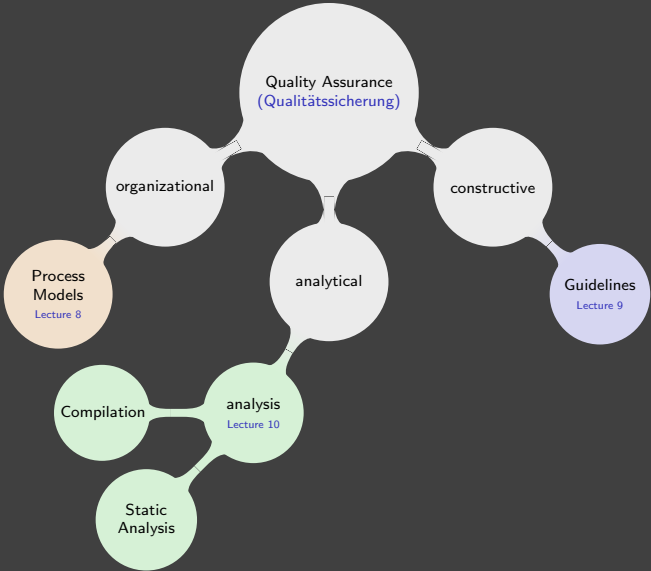 Quality Assurance
(Qualitätssicherung)
organizational
constructive
Process
Models
Lecture 8
analytical
Guidelines
Lecture 9
Compilation
analysis
Lecture 10
Static
Analysis